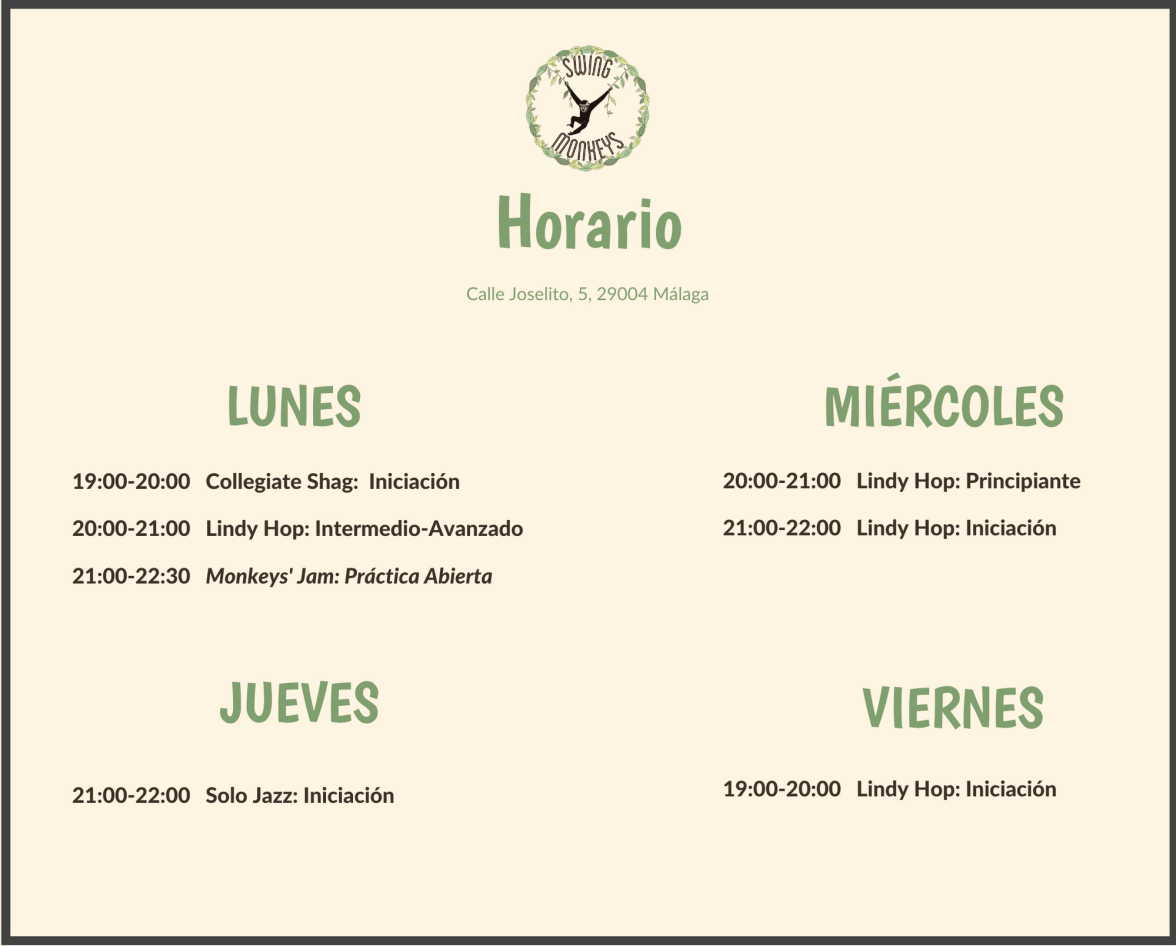 SWING
MONKEYS
Horario
Calle Joselito, 5, 29004 Málaga
LUNES
19:00-20:00 Collegiate Shag: Iniciación
20:00-21:00 Lindy Hop: Intermedio-Avanzado
21:00-22:30 Monkeys' Jam: Práctica Abierta
MIÉRCOLES
20:00-21:00 Lindy Hop: Principiante
21:00-22:00 Lindy Hop: Iniciación
JUEVES
21:00-22:00 Solo Jazz: Iniciación
VIERNES
19:00-20:00 Lindy Hop: Iniciación